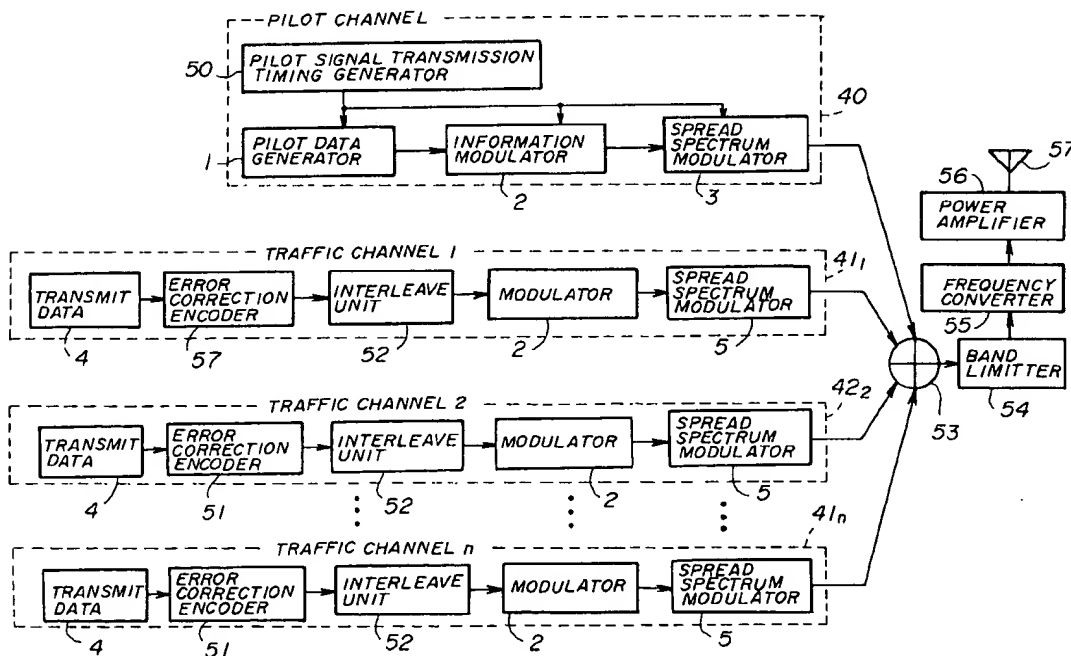 PILOT CHANNEL
PILOT SIGNAL TRANSMISSION
TIMING GENERATOR
50
40
PILOT DATA
GENERATOR
1
INFORMATION
MODULATOR
2
SPREAD
SPECTRUM
MODULATOR
3
57
56
POWER
AMPLIFIER
FREQUENCY
CONVERTER
55
BAND
LIMITTER
54
53
TRAFFIC CHANNEL 1
41₁
TRANSMIT
DATA
4
ERROR
CORRECTION
ENCODER
57
INTERLEAVE
UNIT
52
MODULATOR
2
SPREAD
SPECTRUM
MODULATOR
5
TRAFFIC CHANNEL 2
42₂
TRANSMIT
DATA
4
ERROR
CORRECTION
ENCODER
51
INTERLEAVE
UNIT
52
MODULATOR
2
SPREAD
SPECTRUM
MODULATOR
5
TRAFFIC CHANNEL n
41n
TRANSMIT
DATA
4
ERROR
CORRECTION
ENCODER
51
INTERLEAVE
UNIT
52
MODULATOR
2
SPREAD
SPECTRUM
MODULATOR
5